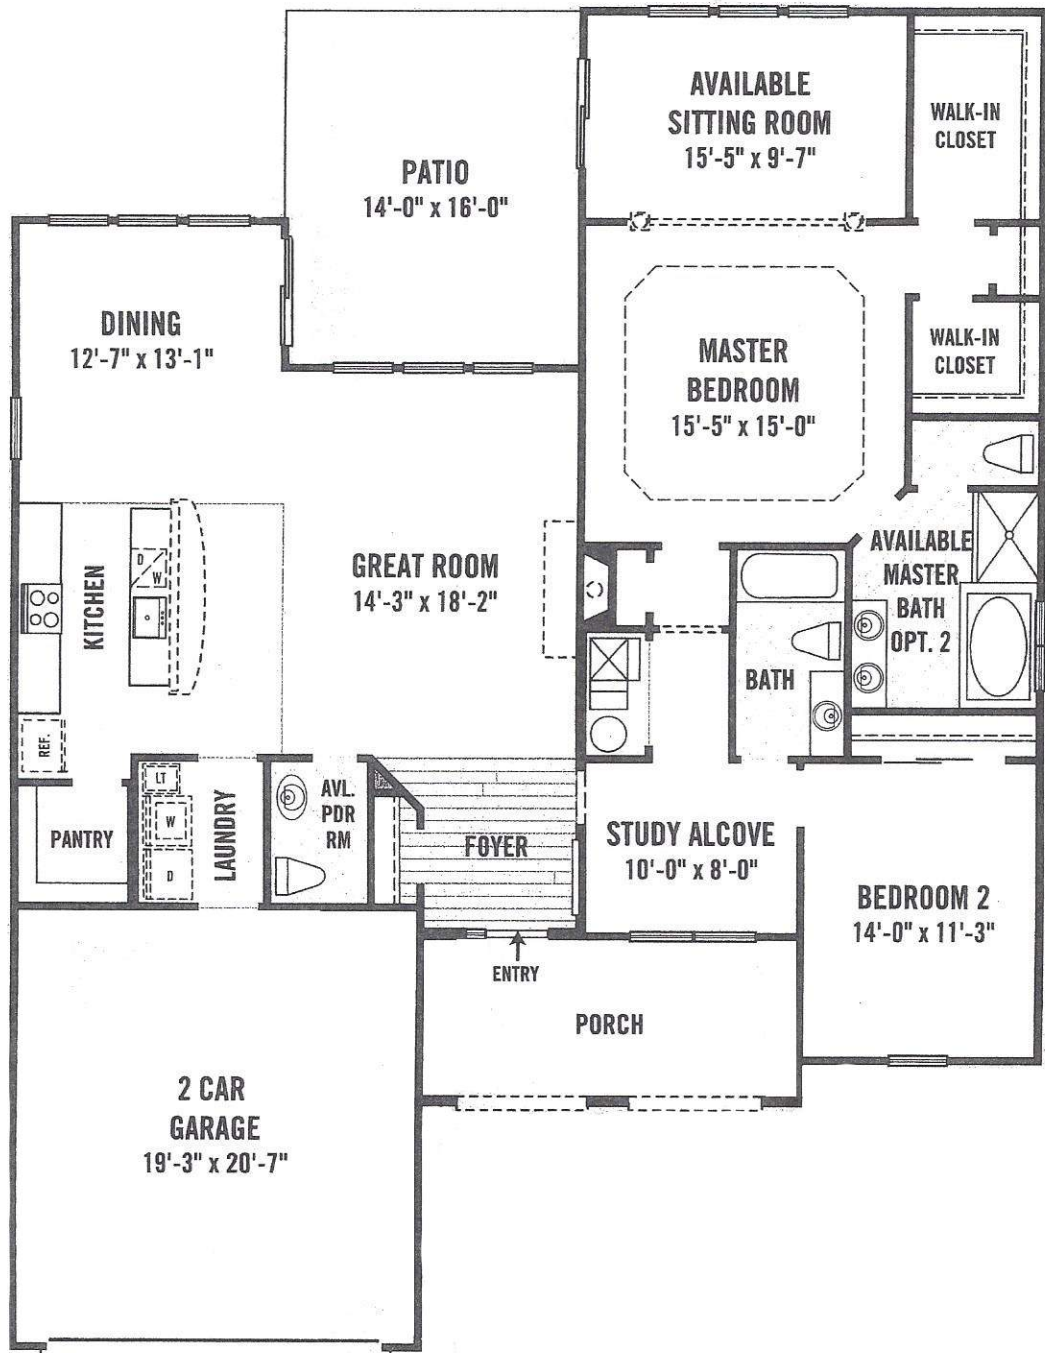 AVAILABLE
SITTING ROOM
15'-5" x 9'-7"
WALK-IN
CLOSET
PATIO
14'-0" x 16'-0"
DINING
12'-7" x 13'-1"
MASTER
BEDROOM
15'-5" x 15'-0"
WALK-IN
CLOSET
KITCHEN
D
W
REF.
GREAT ROOM
14'-3" x 18'-2"
AVAILABLE
MASTER
BATH
OPT. 2
BATH
LT
W
D
LAUNDRY
PANTRY
AVL.
PDR
RM
FOYER
STUDY ALCOVE
10'-0" x 8'-0"
BEDROOM 2
14'-0" x 11'-3"
ENTRY
PORCH
2 CAR
GARAGE
19'-3" x 20'-7"